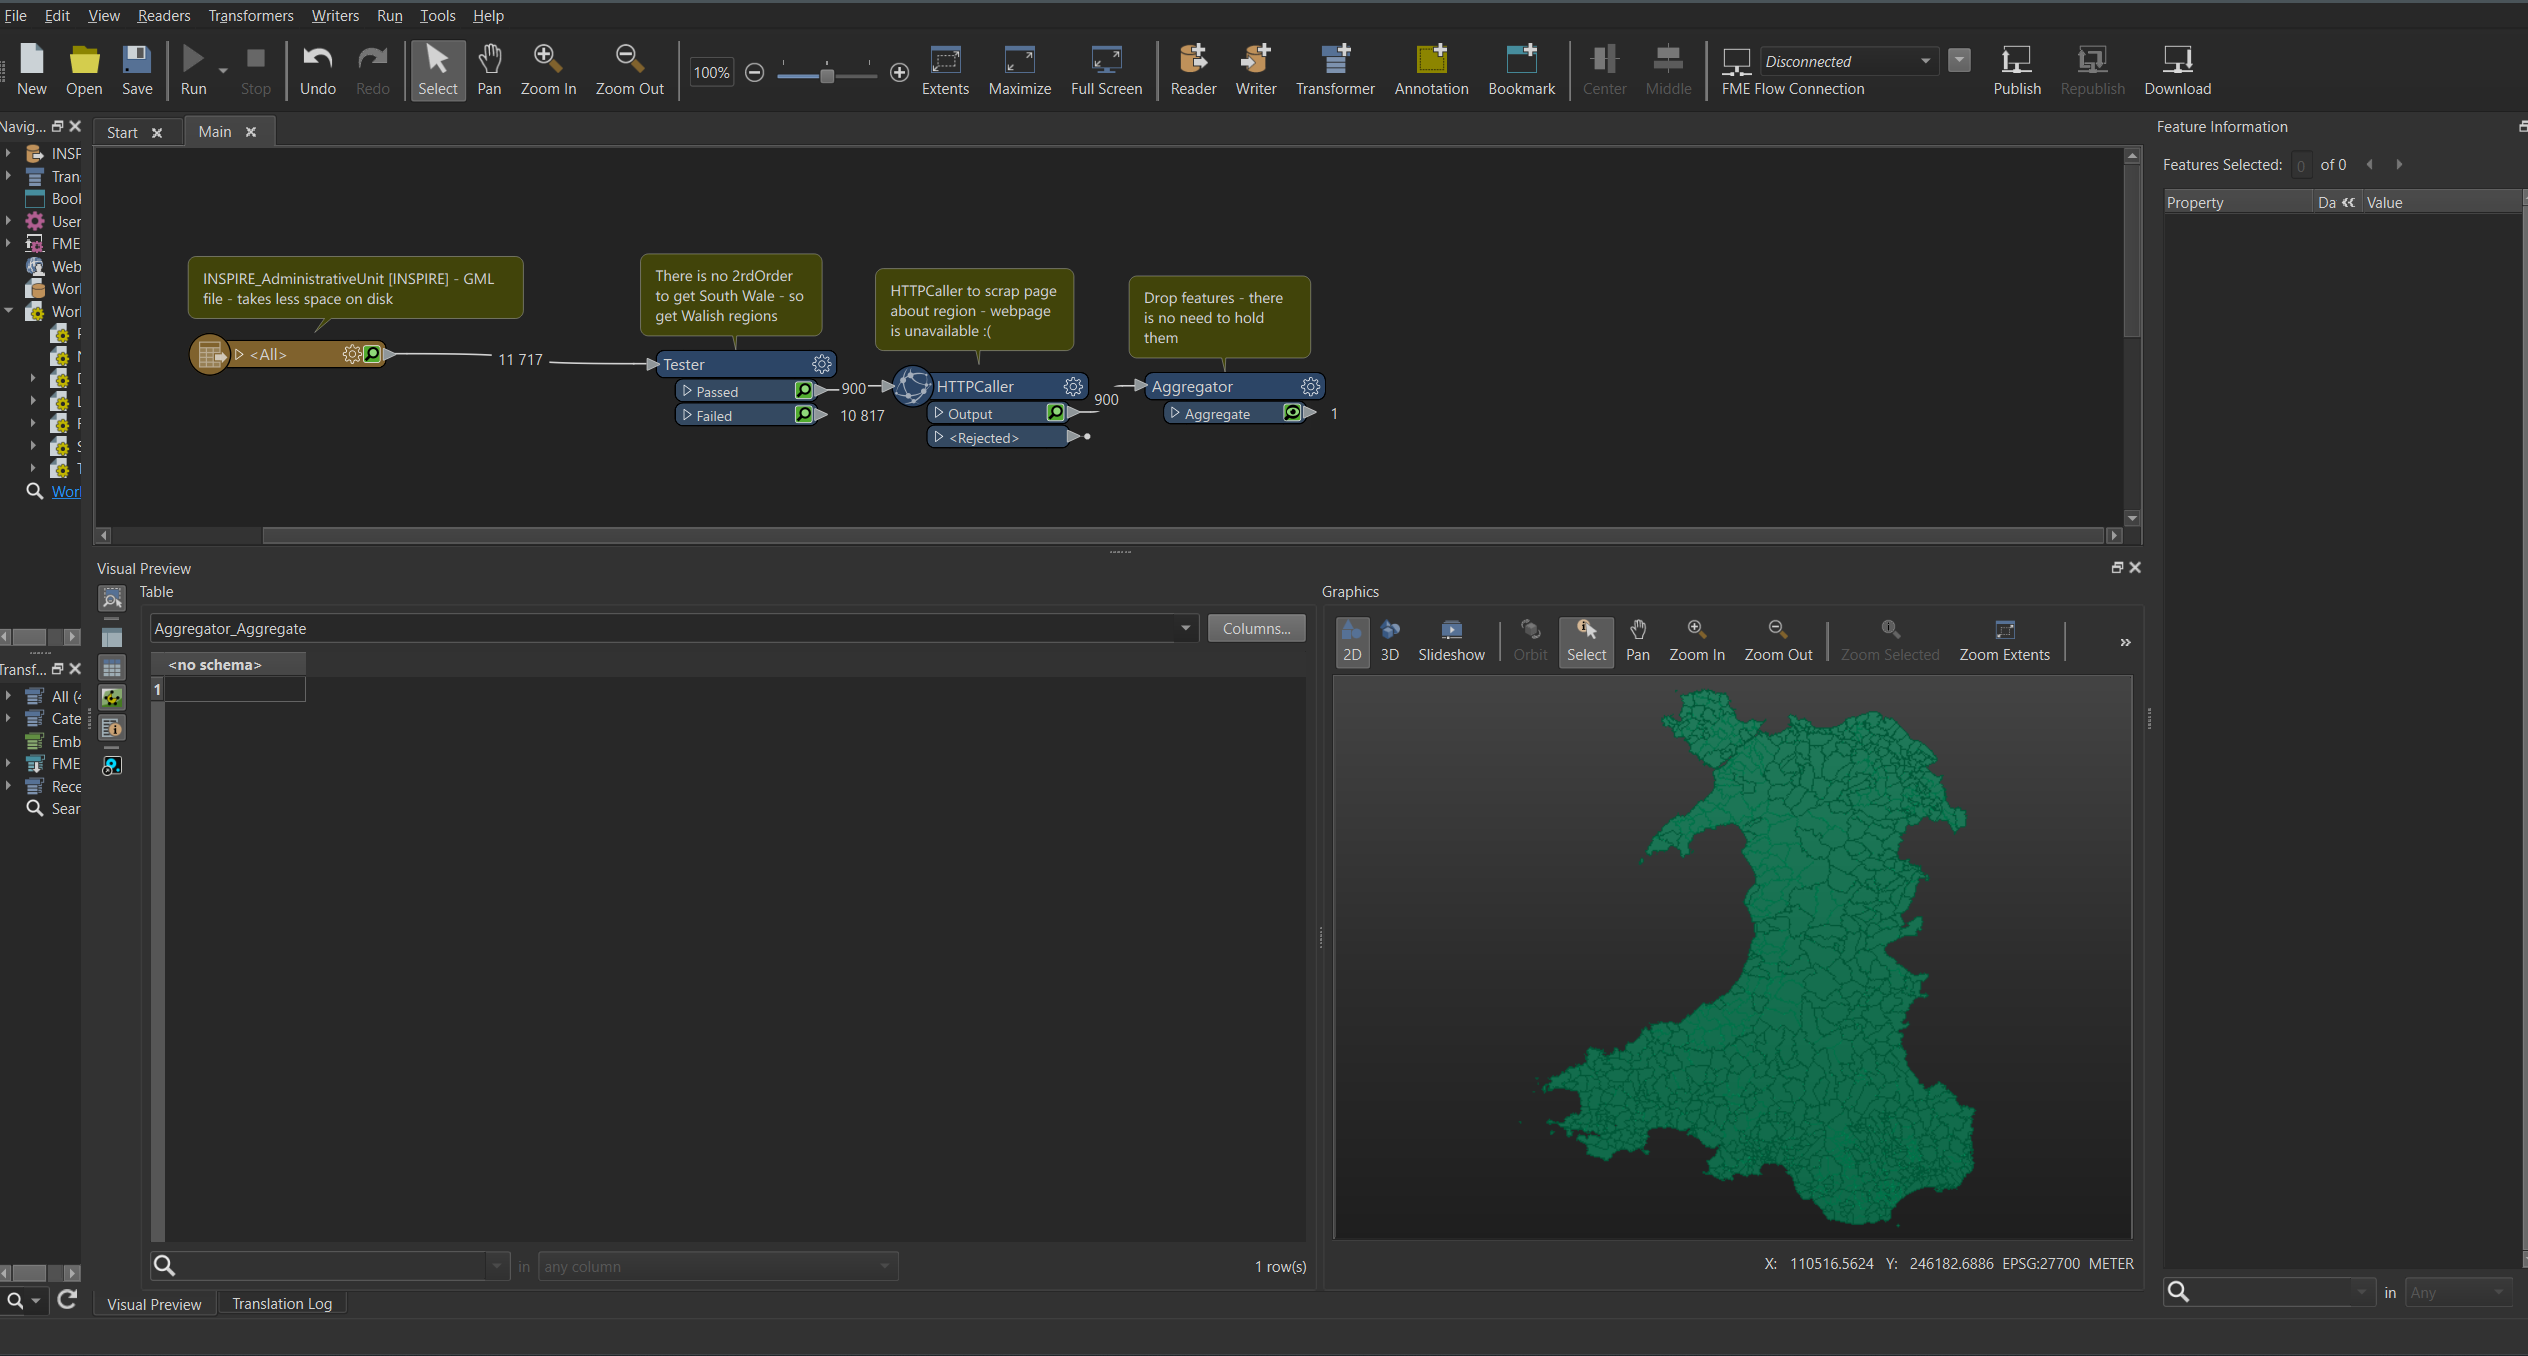 File Edit View Readers Transformers Writers Run Tools Help
New Open Save Run Stop Undo Redo Select Pan Zoom In Zoom Out 100% Extents Maximize Full Screen Reader Writer Transformer Annotation Bookmark Center Middle Disconnected FME Flow Connection Publish Republish Download
Navig...
INSP
Tran
Bool
User
FME
Web
Worl
Worl
Worl
Start
Main
INSPIRE_AdministrativeUnit [INSPIRE] - GML
file - takes less space on disk
<All>
11 717
There is no 2rdOrder
to get South Wale - so
get Walish regions
Tester
Passed
900
Failed
10 817
HTTPCaller to scrap page
about region - webpage
is unavailable :(
HTTPCaller
Output
900
<Rejected>
Drop features - there
is no need to hold
them
Aggregator
Aggregate
1
Feature Information
Features Selected: 0 of 0
Property Da Value
in Any
Transf...
All (4
Cate
Emb
FME
Rece
Sear
Visual Preview
Table
Aggregator_Aggregate
Columns...
<no schema>
1
in any column
1 row(s)
Graphics
2D 3D Slideshow Orbit Select Pan Zoom In Zoom Out Zoom Selected Zoom Extents
X: 110516.5624 Y: 246182.6886 EPSG:27700 METER
Visual Preview
Translation Log